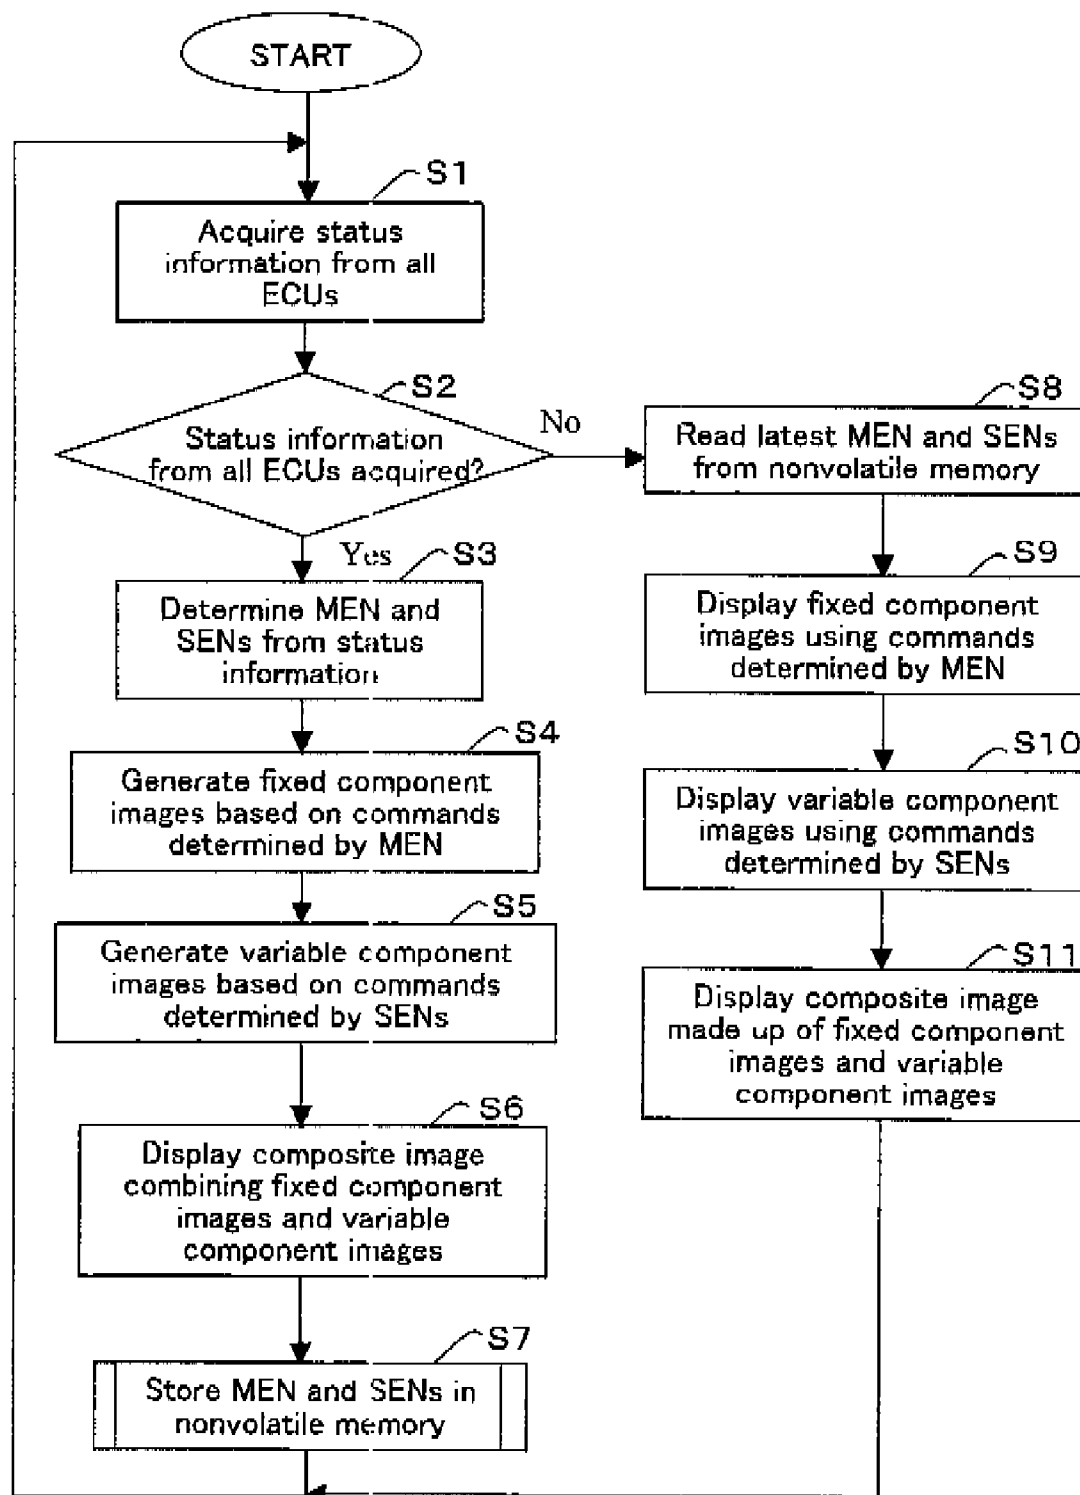 START
S1
Acquire status
information from all
ECUs
S2
Status information
from all ECUs acquired?
No
Yes
S3
Determine MEN and
SENs from status
information
S4
Generate fixed component
images based on commands
determined by MEN
S5
Generate variable component
images based on commands
determined by SENs
S6
Display composite image
combining fixed component
images and variable
component images
S7
Store MEN and SENs in
nonvolatile memory
S8
Read latest MEN and SENs
from nonvolatile memory
S9
Display fixed component
images using commands
determined by MEN
S10
Display variable component
images using commands
determined by SENs
S11
Display composite image
made up of fixed component
images and variable
component images